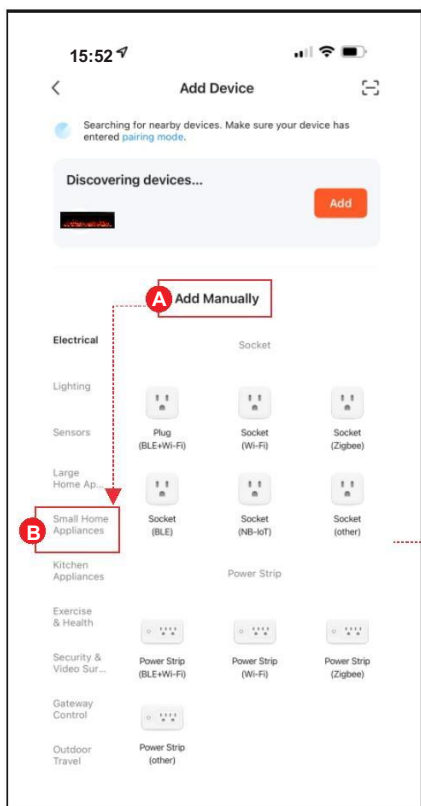 15:52
Add Device
Searching for nearby devices. Make sure your device has
entered pairing mode.
Discovering devices...
Add
A
Add Manually
Electrical
Socket
Lighting
Plug
(BLE+Wi-Fi)
Socket
(Wi-Fi)
Socket
(Zigbee)
Sensors
Large
Home Ap...
Socket
(BLE)
Socket
(NB-IoT)
Socket
(other)
B
Small Home
Appliances
Kitchen
Appliances
Power Strip
Exercise
& Health
Power Strip
(BLE+Wi-Fi)
Power Strip
(Wi-Fi)
Power Strip
(Zigbee)
Security &
Video Sur...
Gateway
Control
Power Strip
(other)
Outdoor
Travel